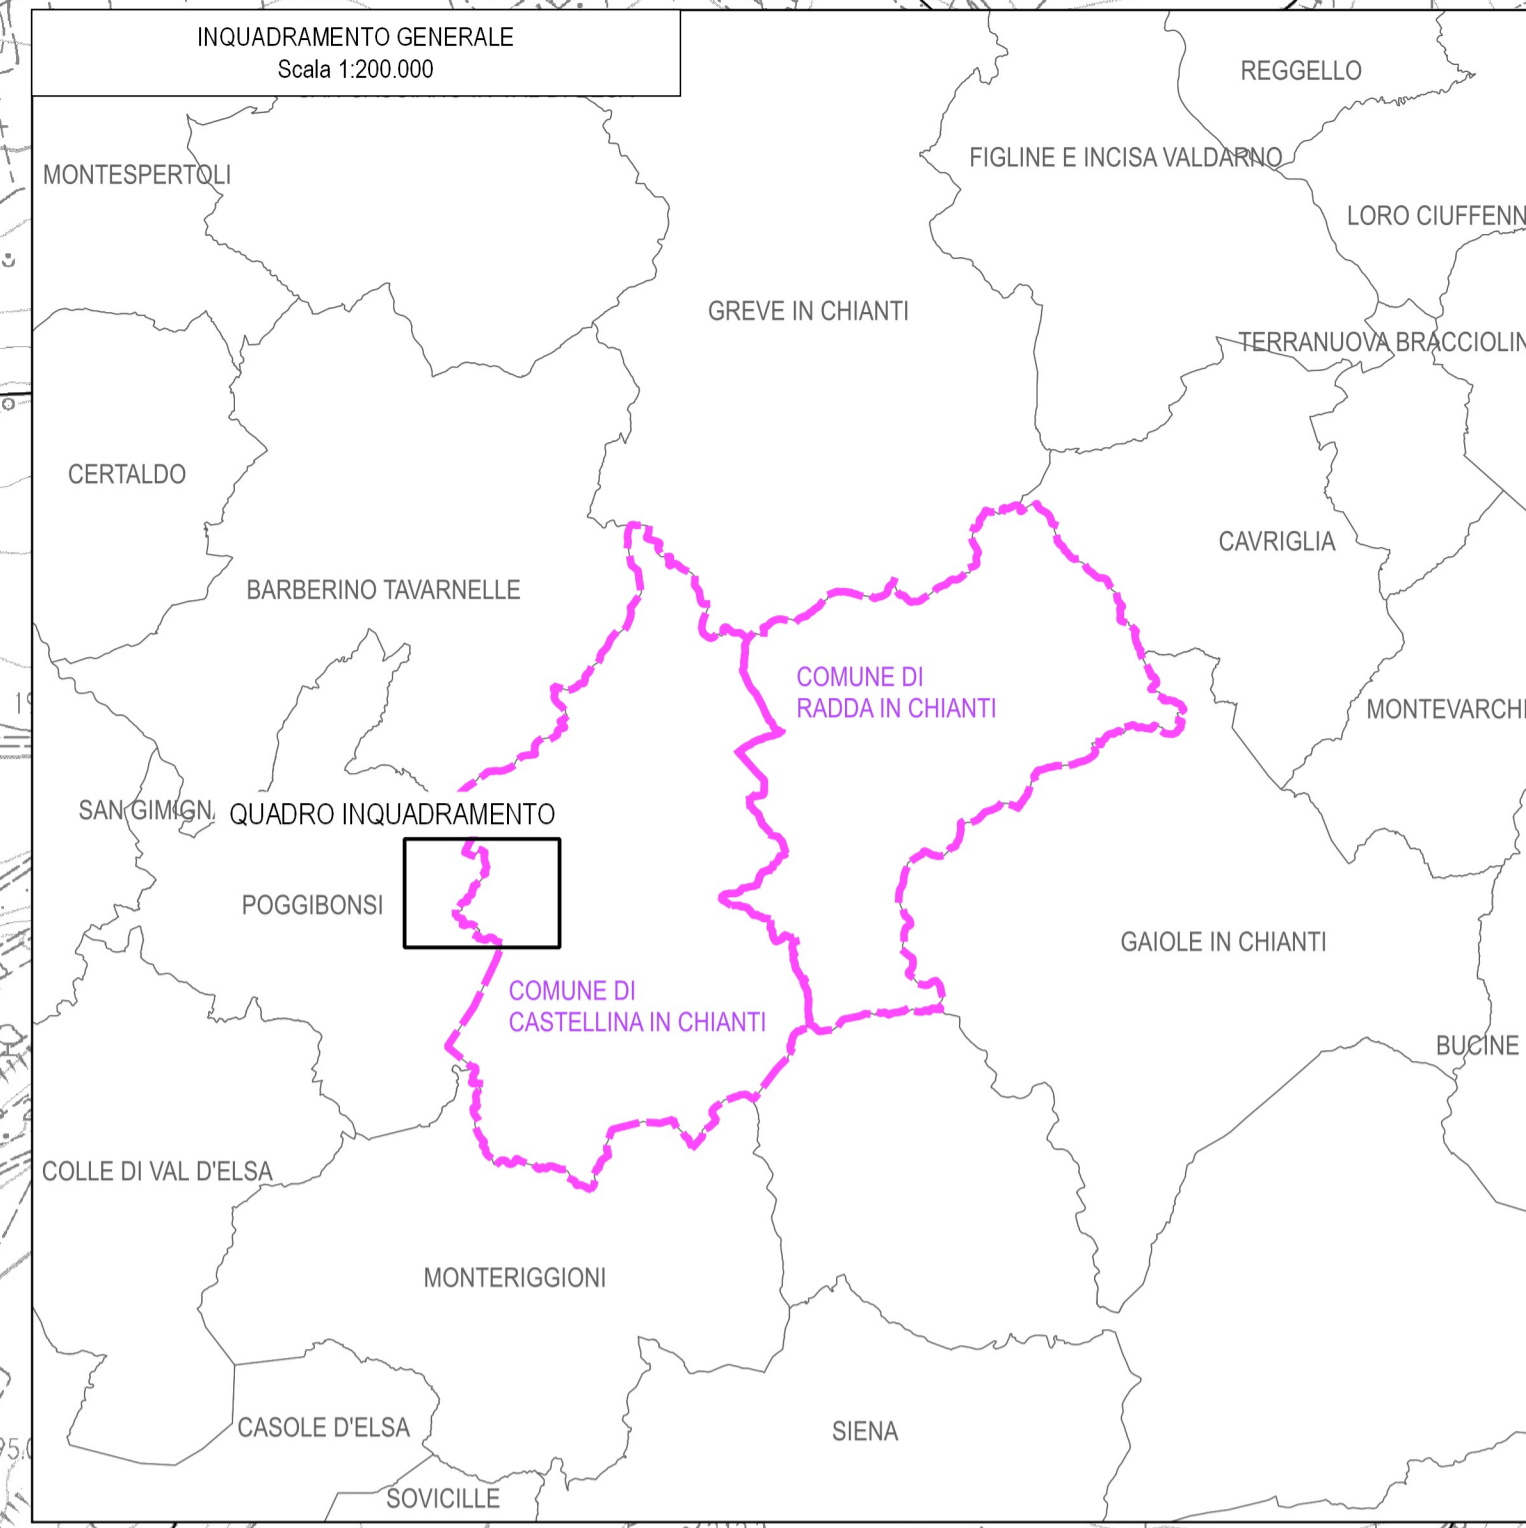 INQUADRAMENTO GENERALE
Scala 1:200.000
REGGELLO
FIGLINE E INCISA VALDARNO
MONTESPERTOLI
LORO CIUFFENN
GREVE IN CHIANTI
TERRANUOVA BRACCIOLIN
CERTALDO
CAVRIGLIA
BARBERINO TAVARNELLE
COMUNE DI
RADDA IN CHIANTI
MONTEVARCHI
SAN GIMIGN
QUADRO INQUADRAMENTO
POGGIBONSI
GAIOLE IN CHIANTI
COMUNE DI
CASTELLINA IN CHIANTI
BUCINE
COLLE DI VAL D'ELSA
MONTERIGGIONI
CASOLE D'ELSA
SIENA
SOVICILLE